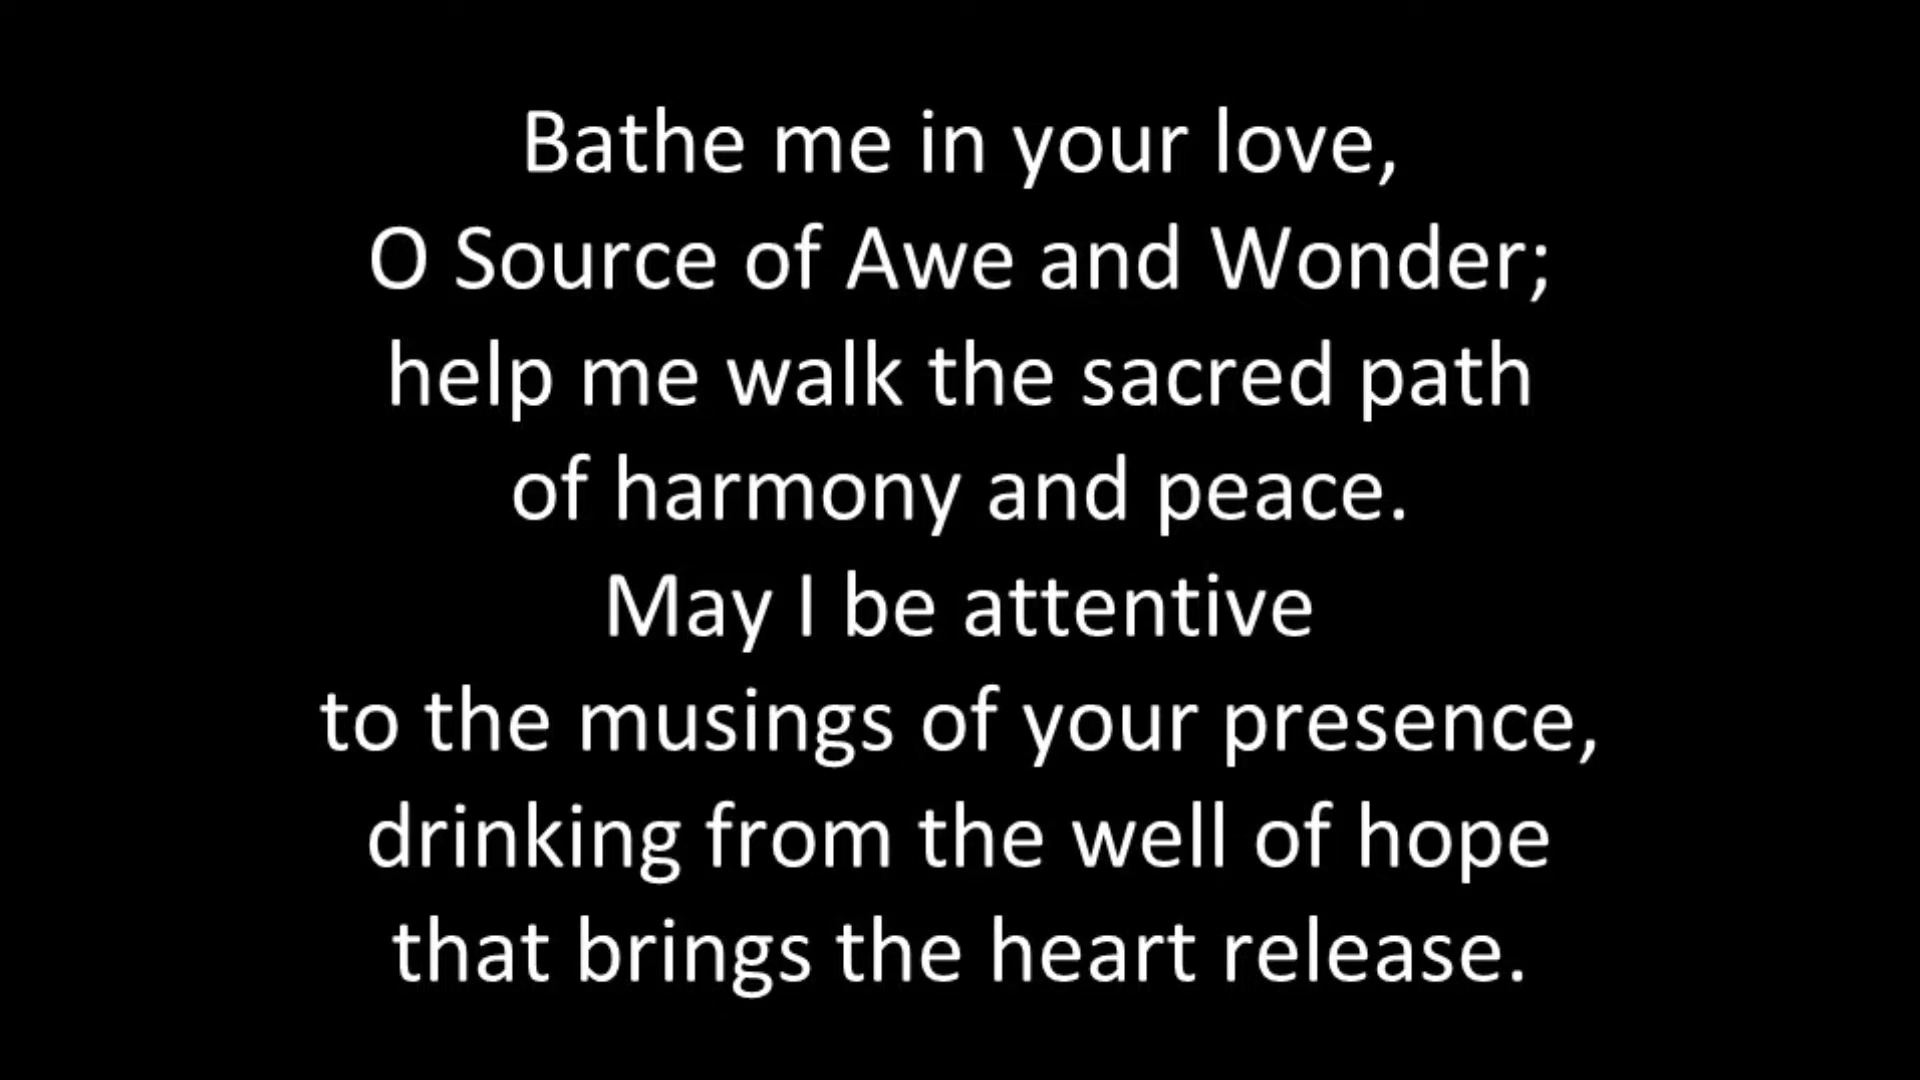 Bathe me in your love,
O Source of Awe and Wonder;
help me walk the sacred path
of harmony and peace.
May I be attentive
to the musings of your presence,
drinking from the well of hope
that brings the heart release.